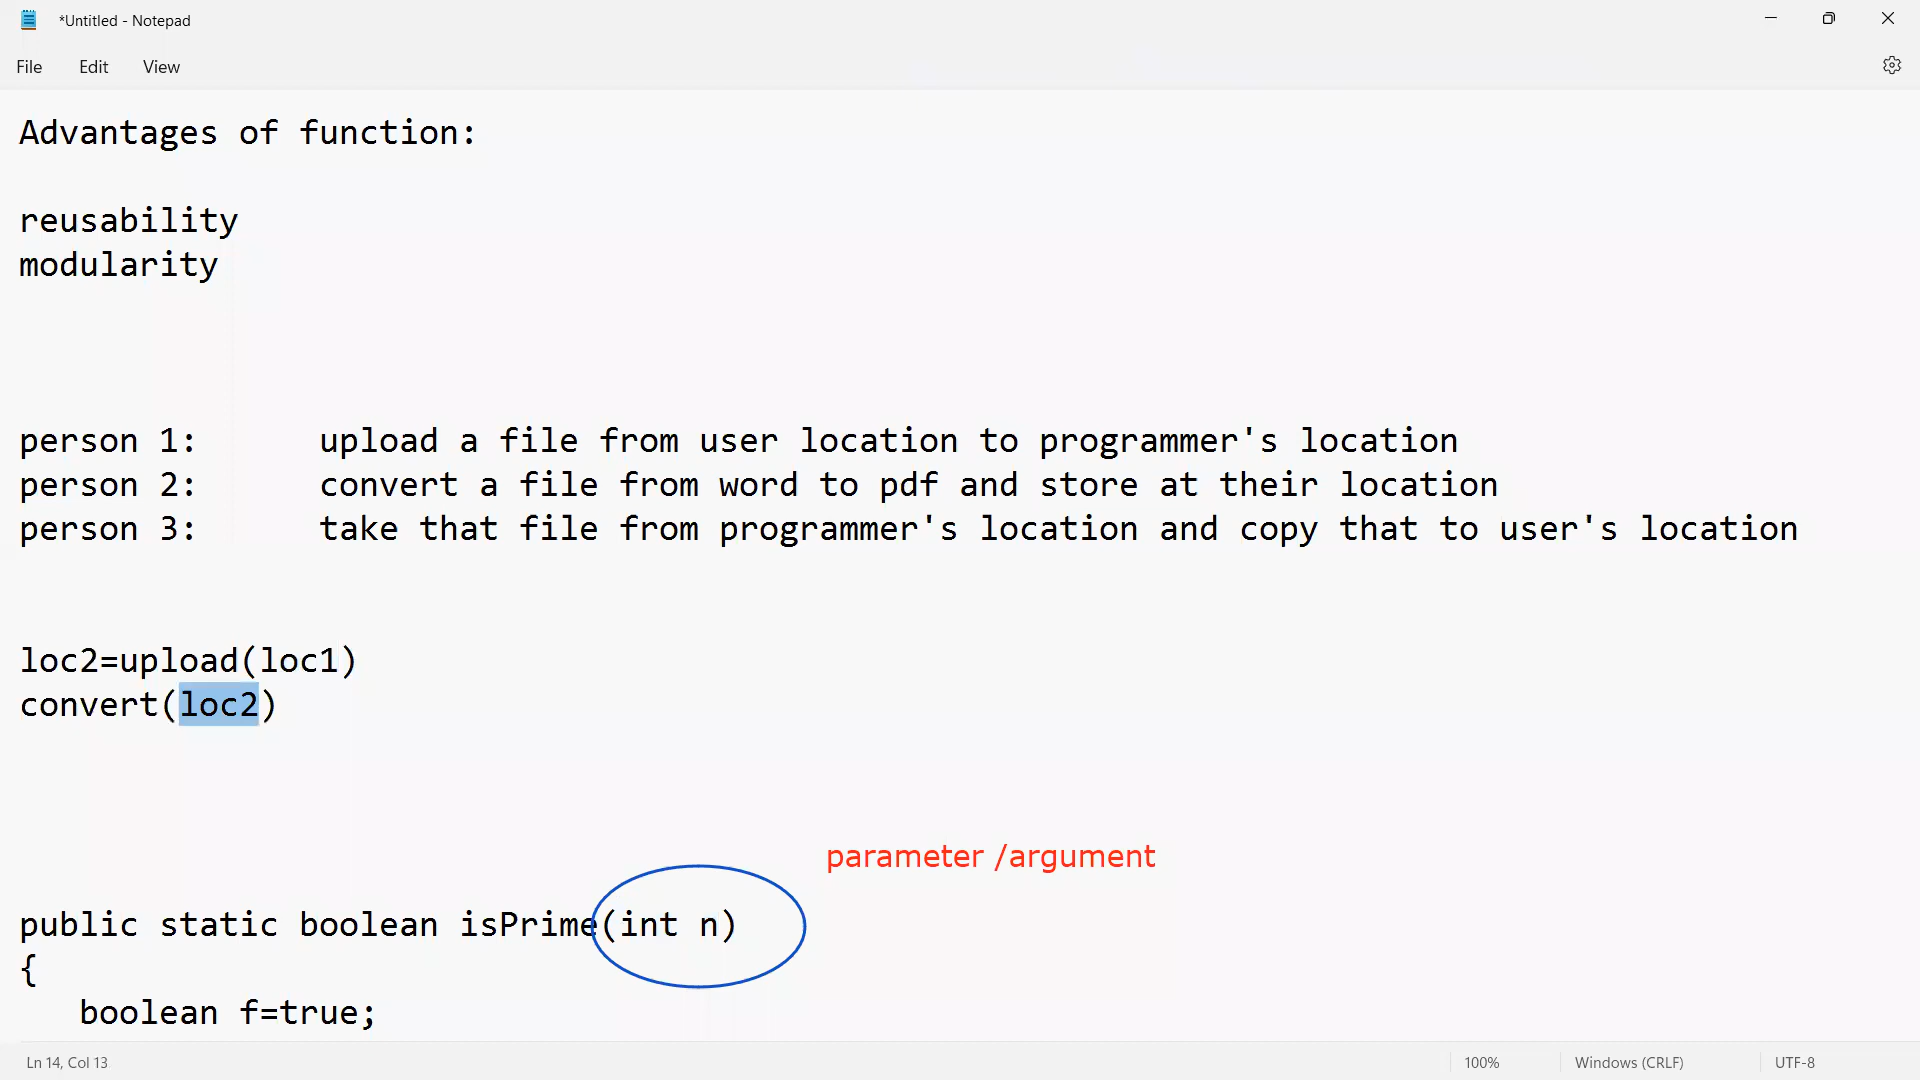 *Untitled - Notepad
File Edit View
Advantages of function:
reusability
modularity
person 1: upload a file from user location to programmer's location
person 2: convert a file from word to pdf and store at their location
person 3: take that file from programmer's location and copy that to user's location
loc2=upload(loc1)
convert(loc2)
parameter /argument
public static boolean isPrime(int n)
{
boolean f=true;
Ln 14, Col 13 100% Windows (CRLF) UTF-8